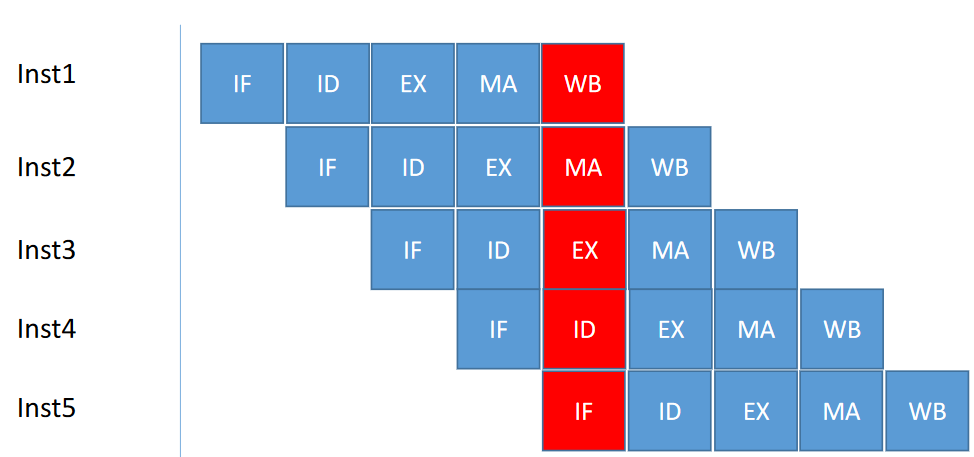 Inst1 IF ID EX MA WB
Inst2 IF ID EX MA WB
Inst3 IF ID EX MA WB
Inst4 IF ID EX MA WB
Inst5 IF ID EX MA WB